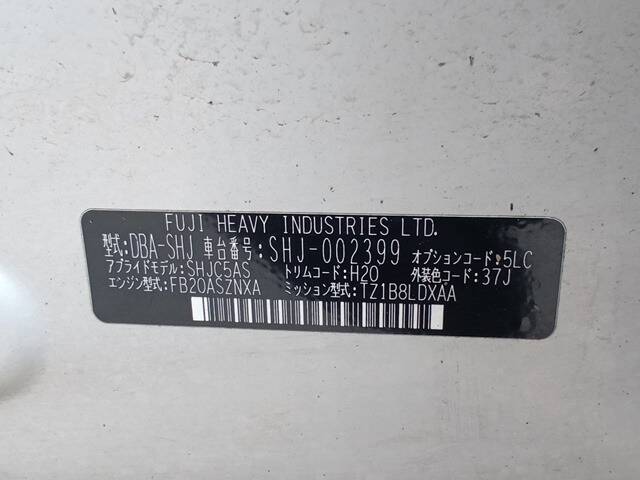 FUJI HEAVY INDUSTRIES LTD.
型式:DBA-SHJ 車台番号:SHJ-002399 オプションコード:5LC
アプライドモデル:SHJC5AS トリムコード:H20 外装色コード:37J
エンジン型式:FB20ASZNXA ミッション型式:TZ1B8LDXAA